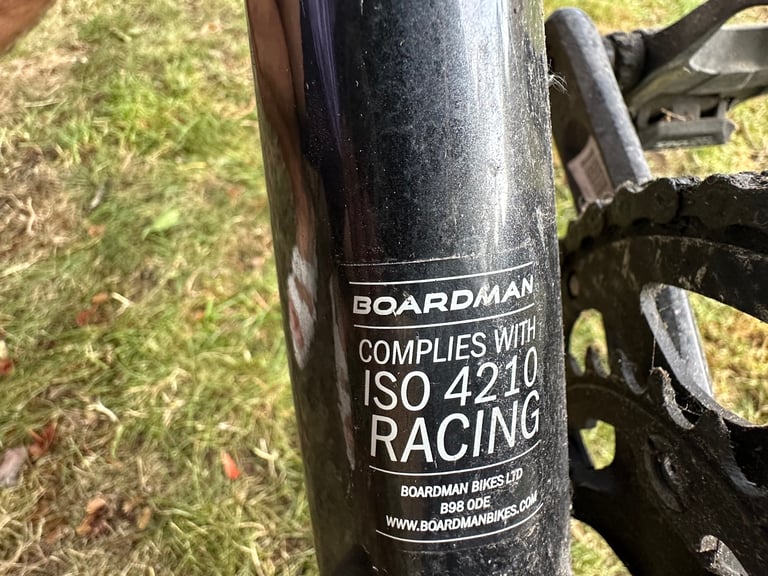 BOARDMAN
COMPLIES WITH
ISO 4210
RACING
BOARDMAN BIKES LTD
B98 0DE
WWW.BOARDMANBIKES.COM